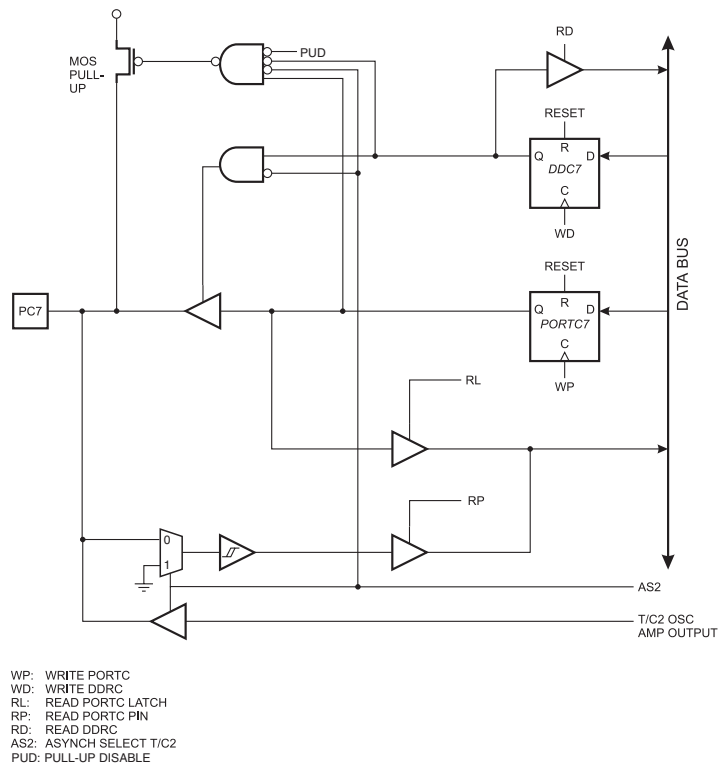 RD
PUD
MOS
PULL-
UP
RESET
R
Q
D
DDC7
C
WD
DATA BUS
RESET
PC7
R
Q
D
PORTC7
C
WP
RL
RP
0
1
AS2
T/C2 OSC
AMP OUTPUT
WP: WRITE PORTC
WD: WRITE DDRC
RL: READ PORTC LATCH
RP: READ PORTC PIN
RD: READ DDRC
AS2: ASYNCH SELECT T/C2
PUD: PULL-UP DISABLE